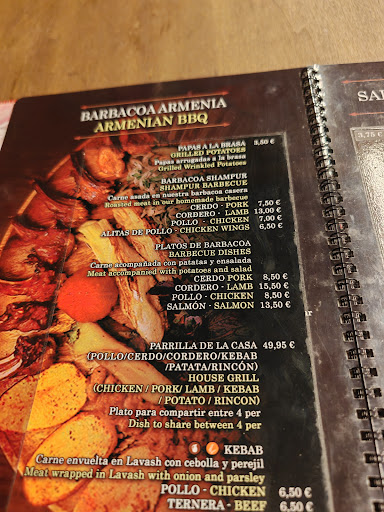 BARBACOA ARMENIA
ARMENIAN BBQ
PAPAS A LA BRASA 3,50 €
GRILLED POTATOES
Papas arrugadas a la brasa
Grilled Wrinkled Potatoes
BARBACOA SHAMPUR
SHAMPUR BARBECUE
Carne asada en nuestra barbacoa casera
Roasted meat in our homemade barbecue
CERDO - PORK 7,50 €
CORDERO - LAMB 13,00 €
POLLO - CHICKEN 7,00 €
ALITAS DE POLLO - CHICKEN WINGS 6,50 €
PLATOS DE BARBACOA
BARBECUE DISHES
Carne acompañada con patatas y ensalada
Meat accompanied with potatoes and salad
CERDO PORK 8,50 €
CORDERO - LAMB 15,50 €
POLLO - CHICKEN 8,50 €
SALMÓN - SALMON 13,50 €
PARRILLA DE LA CASA 49,95 €
(POLLO/CERDO/CORDERO/KEBAB
/PATATA/RINCÓN)
HOUSE GRILL
(CHICKEN / PORK/ LAMB / KEBAB
/ POTATO / RINCON)
Plato para compartir entre 4 per
Dish to share between 4 per
KEBAB
Carne envuelta en Lavash con cebolla y perejil
Meat wrapped in Lavash with onion and parsley
POLLO - CHICKEN 6,50 €
TERNERA - BEEF 6,50 €
SAL
3,75 €